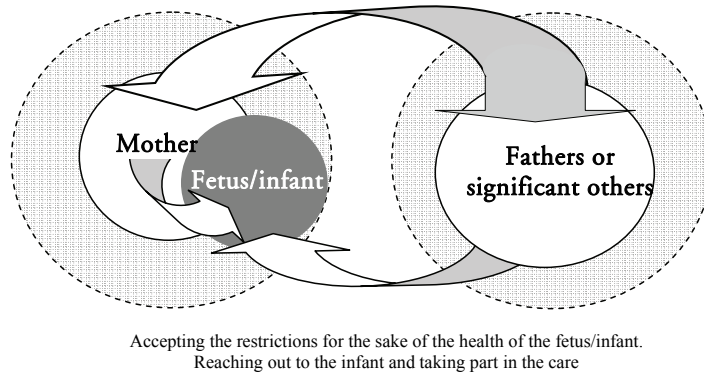 Mother
Fetus/infant
Fathers or
significant others
Accepting the restrictions for the sake of the health of the fetus/infant.
Reaching out to the infant and taking part in the care